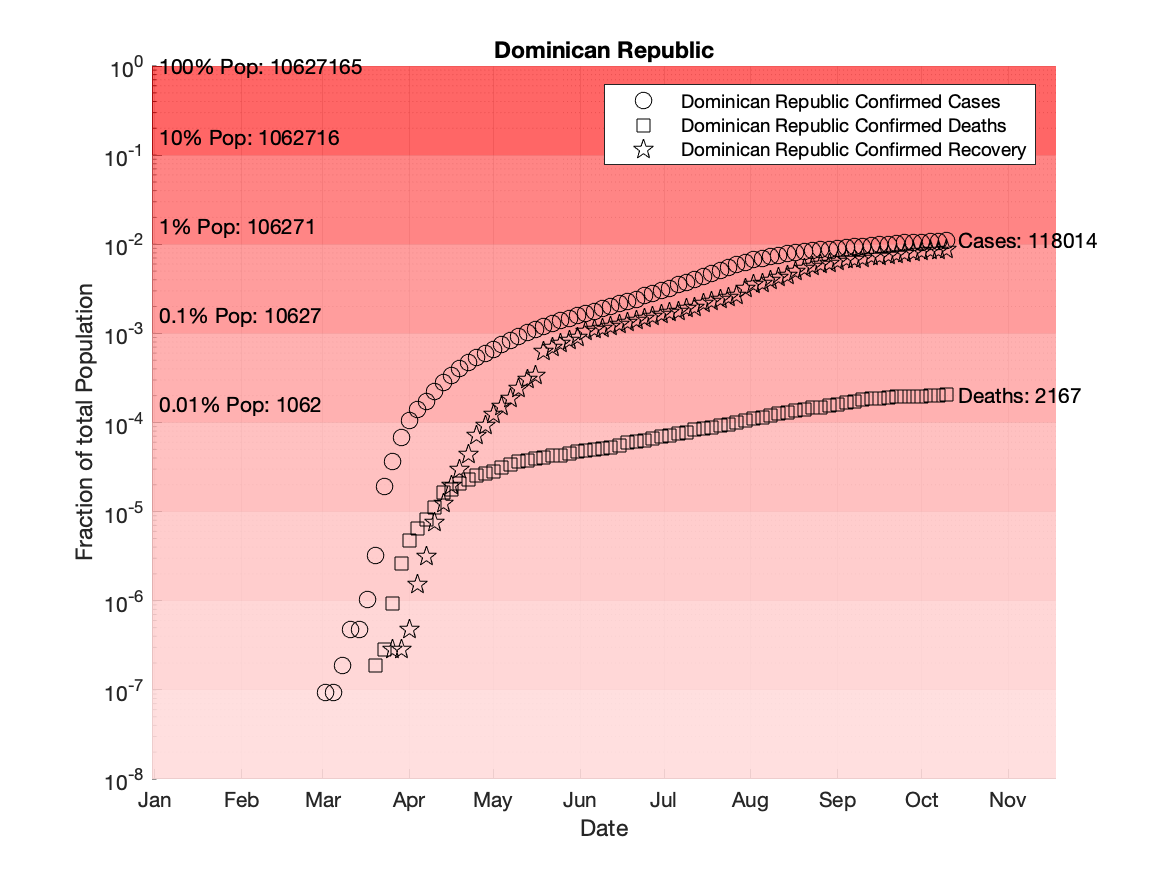 Dominican Republic
10^0
100% Pop: 10627165
Dominican Republic Confirmed Cases
Dominican Republic Confirmed Deaths
Dominican Republic Confirmed Recovery
10% Pop: 1062716
10^-1
1% Pop: 106271
10^-2
Cases: 118014
0.1% Pop: 10627
10^-3
Deaths: 2167
0.01% Pop: 1062
10^-4
10^-5
10^-6
10^-7
10^-8
Fraction of total Population
Jan Feb Mar Apr May Jun Jul Aug Sep Oct Nov
Date